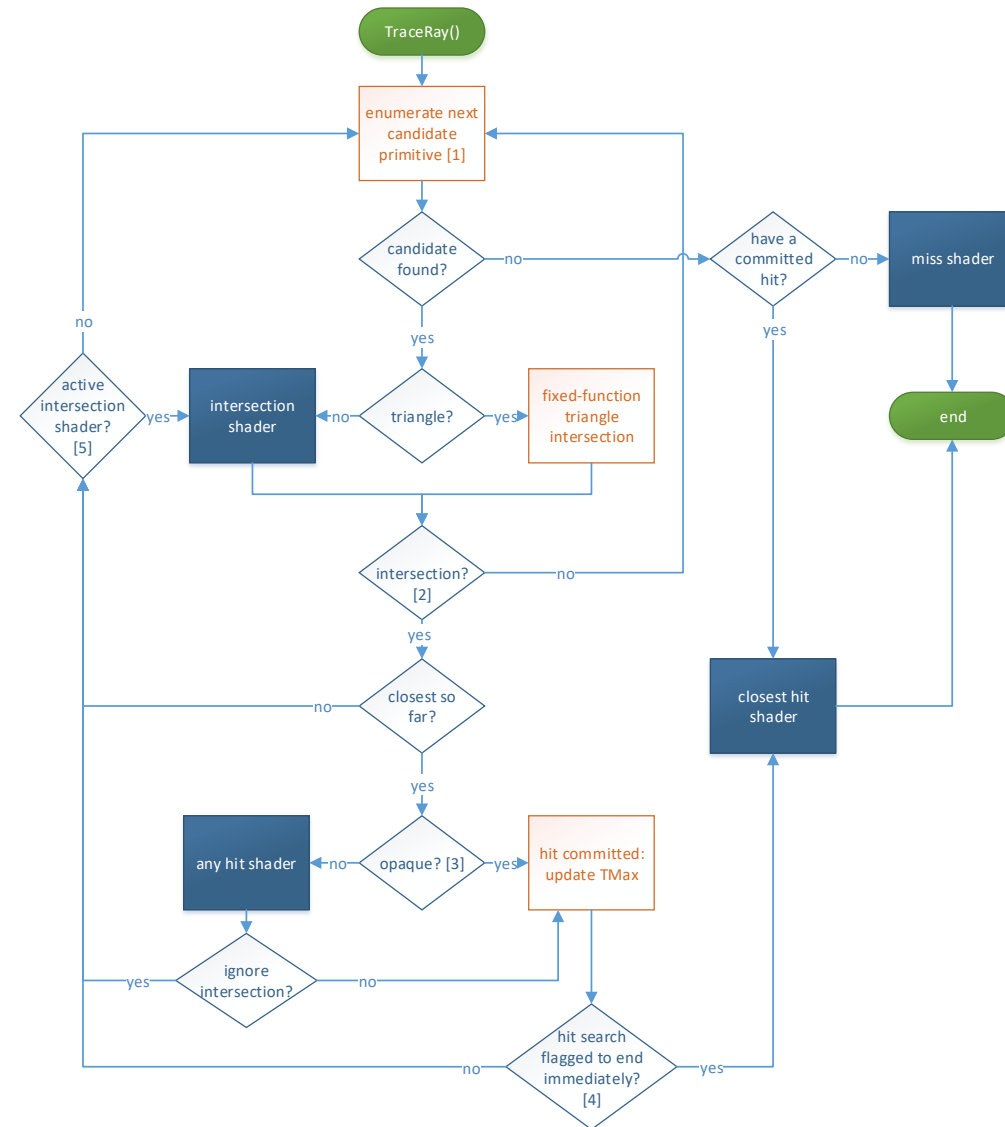 TraceRay()
enumerate next
candidate
primitive [1]
candidate
found?
no
have a
committed
hit?
no
miss shader
no
yes
yes
active
intersection
shader?
[5]
yes
intersection
shader
no
triangle?
yes
fixed-function
triangle
intersection
end
intersection?
[2]
no
yes
closest so
far?
no
closest hit
shader
yes
any hit shader
no
opaque? [3]
yes
hit committed:
update TMax
ignore
intersection?
yes
no
hit search
flagged to end
immediately?
[4]
no
yes